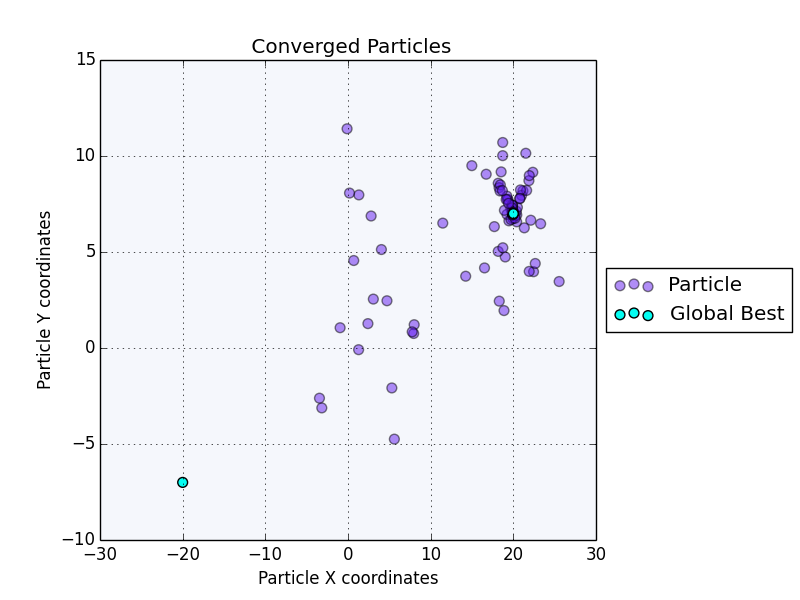 Converged Particles
15
10
5
0
−5
−10
Particle Y coordinates
−30
−20
−10
0
10
20
30
Particle X coordinates
Particle
Global Best